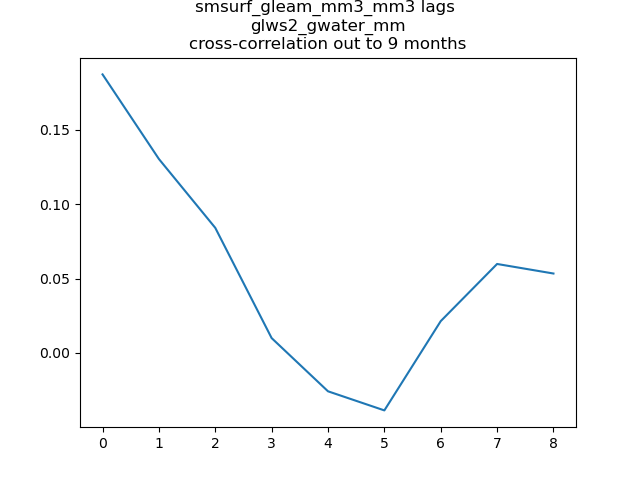 smsurf_gleam_mm3_mm3 lags
glws2_gwater_mm
cross-correlation out to 9 months
0.15
0.10
0.05
0.00
0 1 2 3 4 5 6 7 8